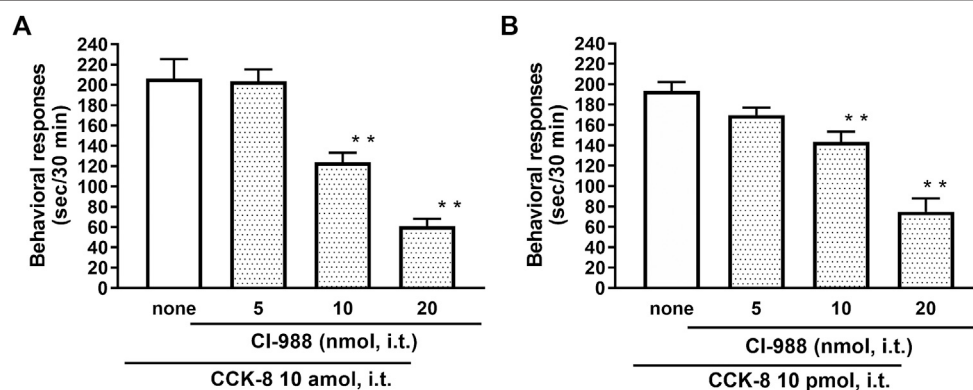 A
Behavioral responses
(sec/30 min)
240
220
200
180
160
140
120
100
80
60
40
20
0
* *
* *
none 5 10 20
CI-988 (nmol, i.t.)
CCK-8 10 amol, i.t.
B
Behavioral responses
(sec/30 min)
240
220
200
180
160
140
120
100
80
60
40
20
0
* *
* *
none 5 10 20
CI-988 (nmol, i.t.)
CCK-8 10 pmol, i.t.